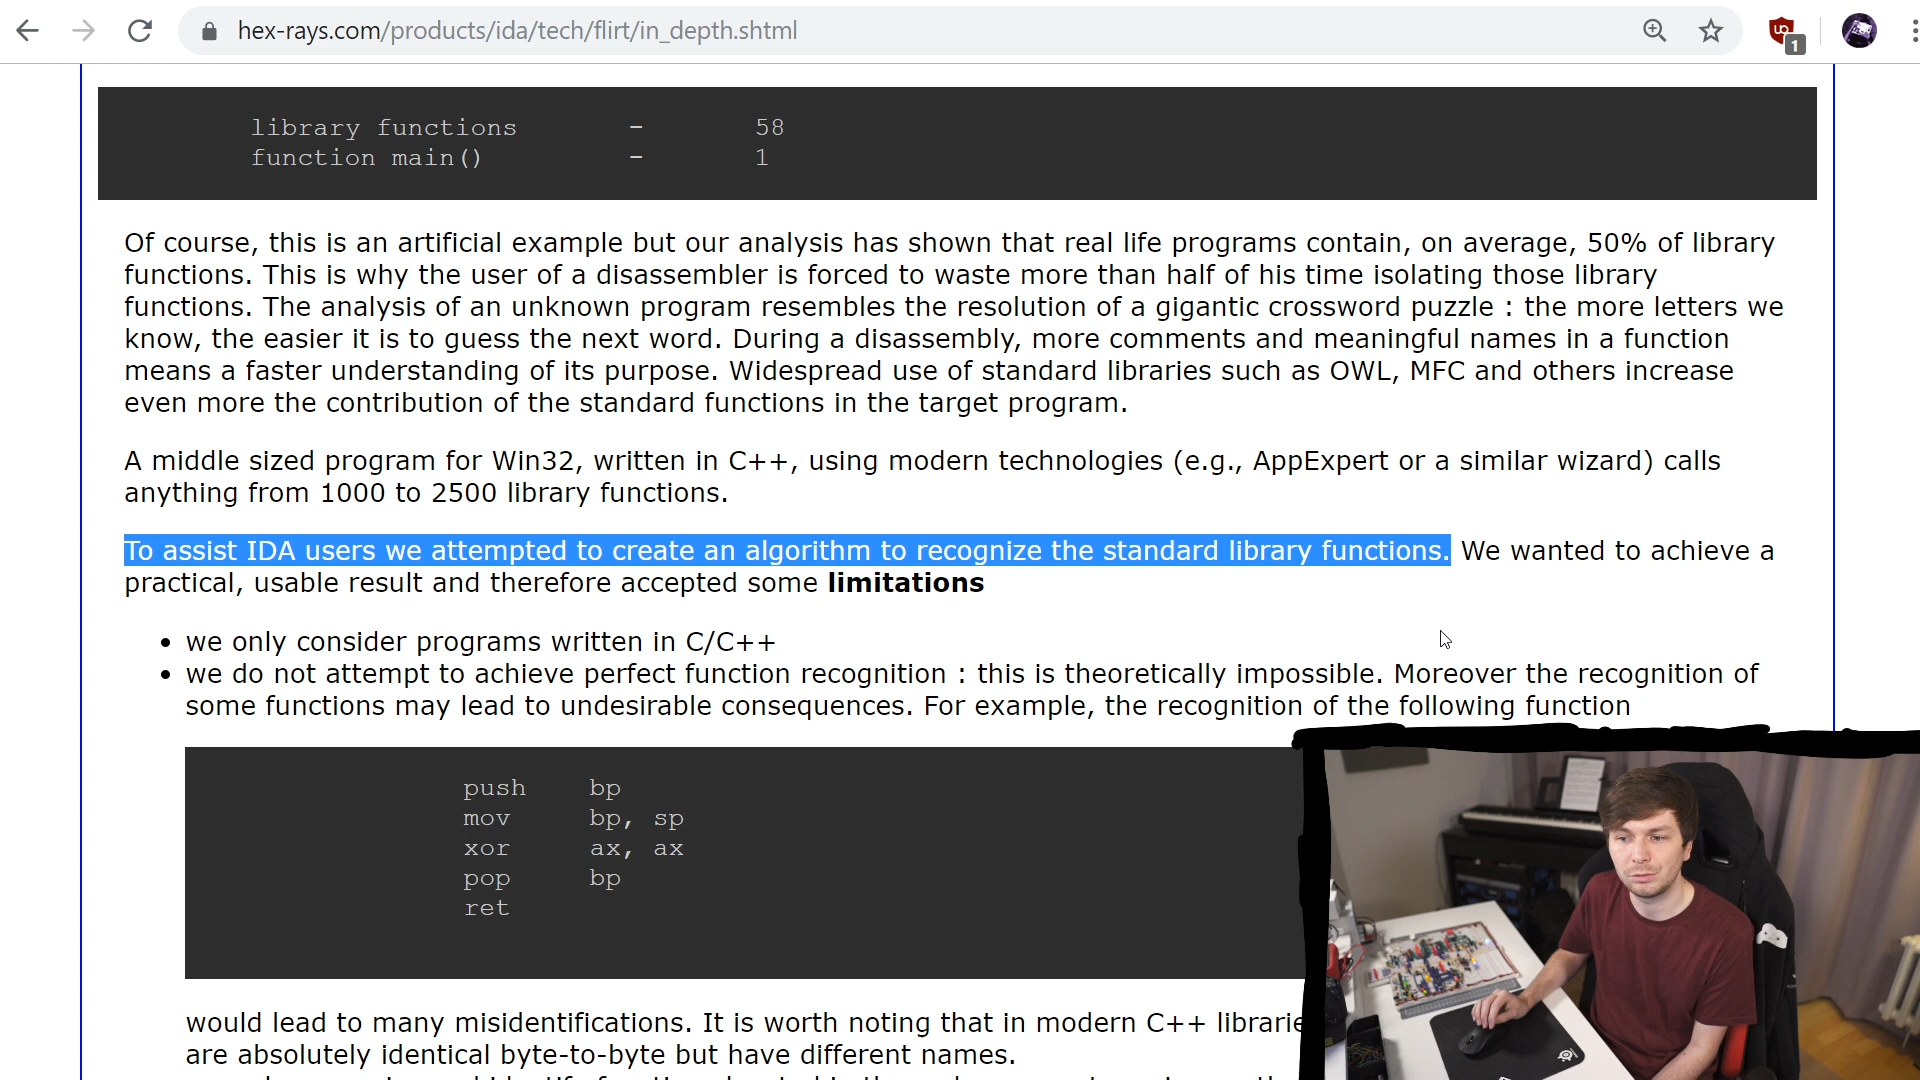 hex-rays.com/products/ida/tech/flirt/in_depth.shtml
1
library functions - 58
function main() - 1
Of course, this is an artificial example but our analysis has shown that real life programs contain, on average, 50% of library
functions. This is why the user of a disassembler is forced to waste more than half of his time isolating those library
functions. The analysis of an unknown program resembles the resolution of a gigantic crossword puzzle : the more letters we
know, the easier it is to guess the next word. During a disassembly, more comments and meaningful names in a function
means a faster understanding of its purpose. Widespread use of standard libraries such as OWL, MFC and others increase
even more the contribution of the standard functions in the target program.
A middle sized program for Win32, written in C++, using modern technologies (e.g., AppExpert or a similar wizard) calls
anything from 1000 to 2500 library functions.
To assist IDA users we attempted to create an algorithm to recognize the standard library functions. We wanted to achieve a
practical, usable result and therefore accepted some limitations
• we only consider programs written in C/C++
• we do not attempt to achieve perfect function recognition : this is theoretically impossible. Moreover the recognition of
some functions may lead to undesirable consequences. For example, the recognition of the following function
push bp
mov bp, sp
xor ax, ax
pop bp
ret
would lead to many misidentifications. It is worth noting that in modern C++
are absolutely identical byte-to-byte but have different names.